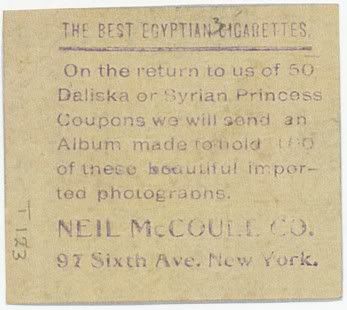 THE BEST EGYPTIAN CIGARETTES,
On the return to us of 50
Daliska or Syrian Princess
Coupons we will send an
Album made to hold 100
of these beautiful impor-
ted photograons.
NEIL McCOULL CO.
97 Sixth Ave. New York.
T 123